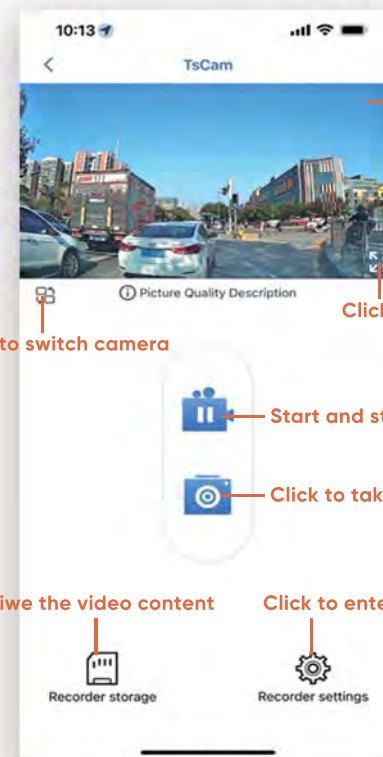 10:13
TsCam
Picture Quality Description
Click
to switch camera
Start and st
Click to tak
iwe the video content
Click to ente
Recorder storage
Recorder settings